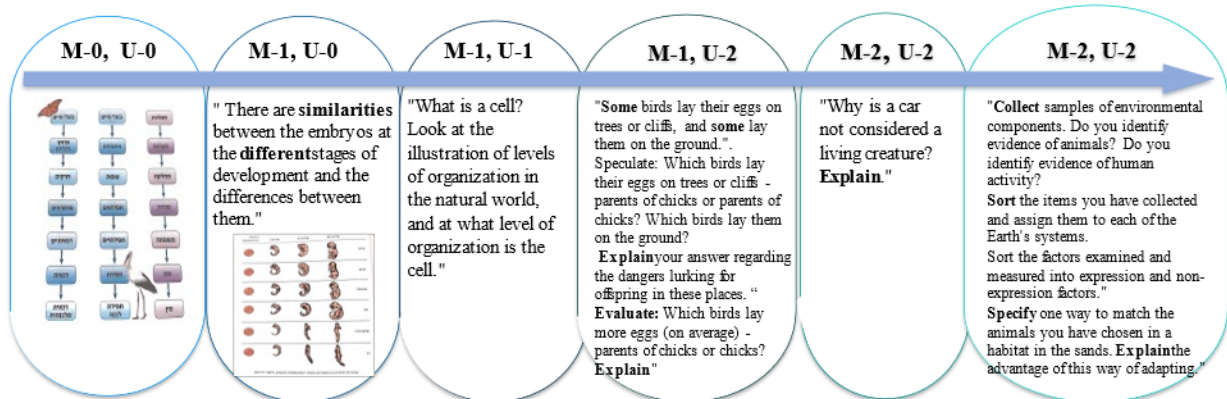 M-0, U-0
M-1, U-0
" There are similarities
between the embryos at
the differentstages of
development and the
differences between
them."
M-1, U-1
"What is a cell?
Look at the
illustration of levels
of organization in
the natural world,
and at what level of
organization is the
cell."
M-1, U-2
"Some birds lay their eggs on
trees or cliffs, and some lay
them on the ground.".
Speculate: Which birds lay
their eggs on trees or cliffs -
parents of chicks or parents of
chicks? Which birds lay them
on the ground?
Explainyour answer regarding
the dangers lurking for
offspring in these places. “
Evaluate: Which birds lay
more eggs (on average) -
parents of chicks or chicks?
Explain"
M-2, U-2
"Why is a car
not considered a
living creature?
Explain."
M-2, U-2
"Collect samples of environmental
components. Do you identify
evidence of animals? Do you
identify evidence of human
activity?
Sort the items you have collected
and assign them to each of the
Earth's systems.
Sort the factors examined and
measured into expression and non-
expression factors."
Specify one way to match the
animals you have chosen in a
habitat in the sands. Explainthe
advantage of this way of adapting."